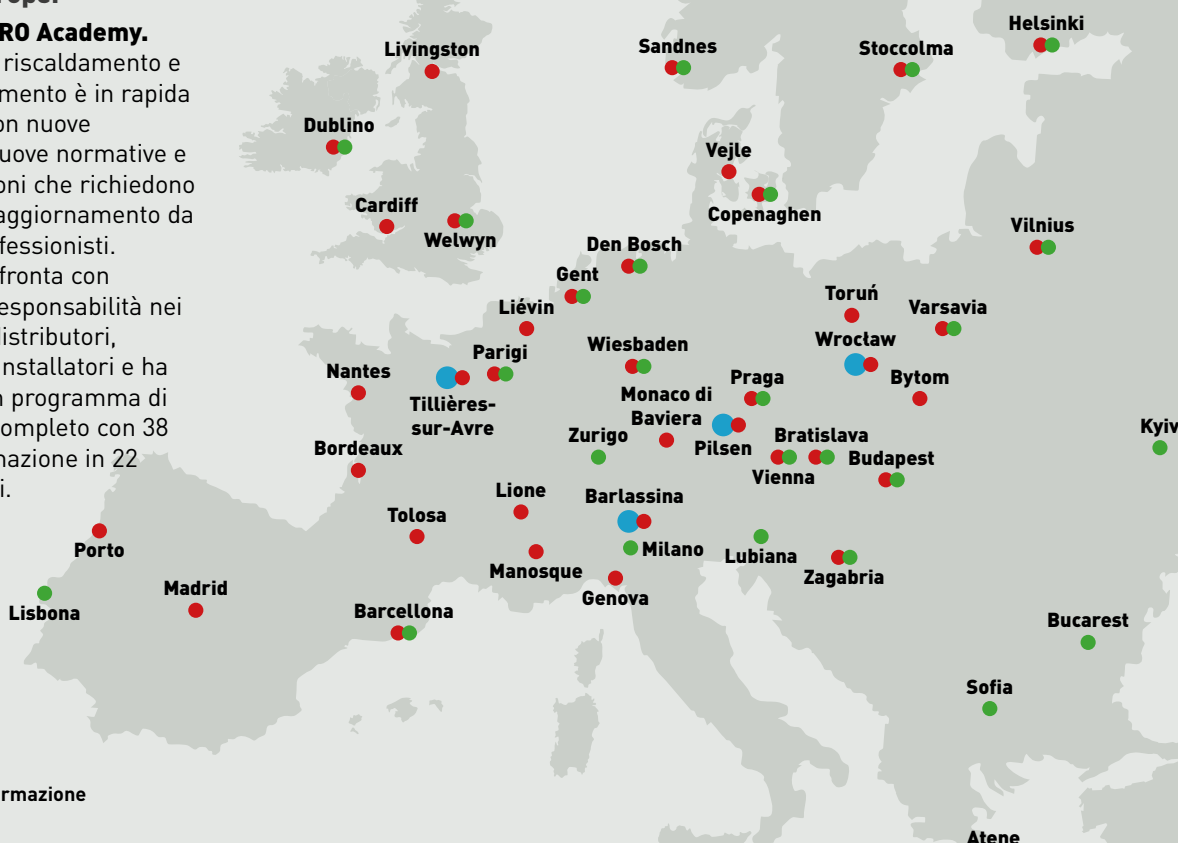 RO Academy.
riscaldamento e
mento è in rapida
on nuove
uove normative e
oni che richiedono
aggiornamento da
fessionisti.
fronta con
esponsabilità nei
distributori,
nstallatori e ha
programma di
ompleto con 38
mazione in 22
i.
rmazione
Livingston
Sandnes
Stoccolma
Helsinki
Dublino
Vejle
Copenaghen
Cardiff
Welwyn
Vilnius
Den Bosch
Gent
Liévin
Toruń
Varsavia
Wrocław
Bytom
Wiesbaden
Parigi
Nantes
Tillières-
sur-Avre
Monaco di
Baviera
Praga
Pilsen
Kyiv
Bordeaux
Zurigo
Bratislava
Vienna
Budapest
Lione
Barlassina
Tolosa
Milano
Lubiana
Zagabria
Manosque
Genova
Porto
Madrid
Lisbona
Barcellona
Bucarest
Sofia
Atene